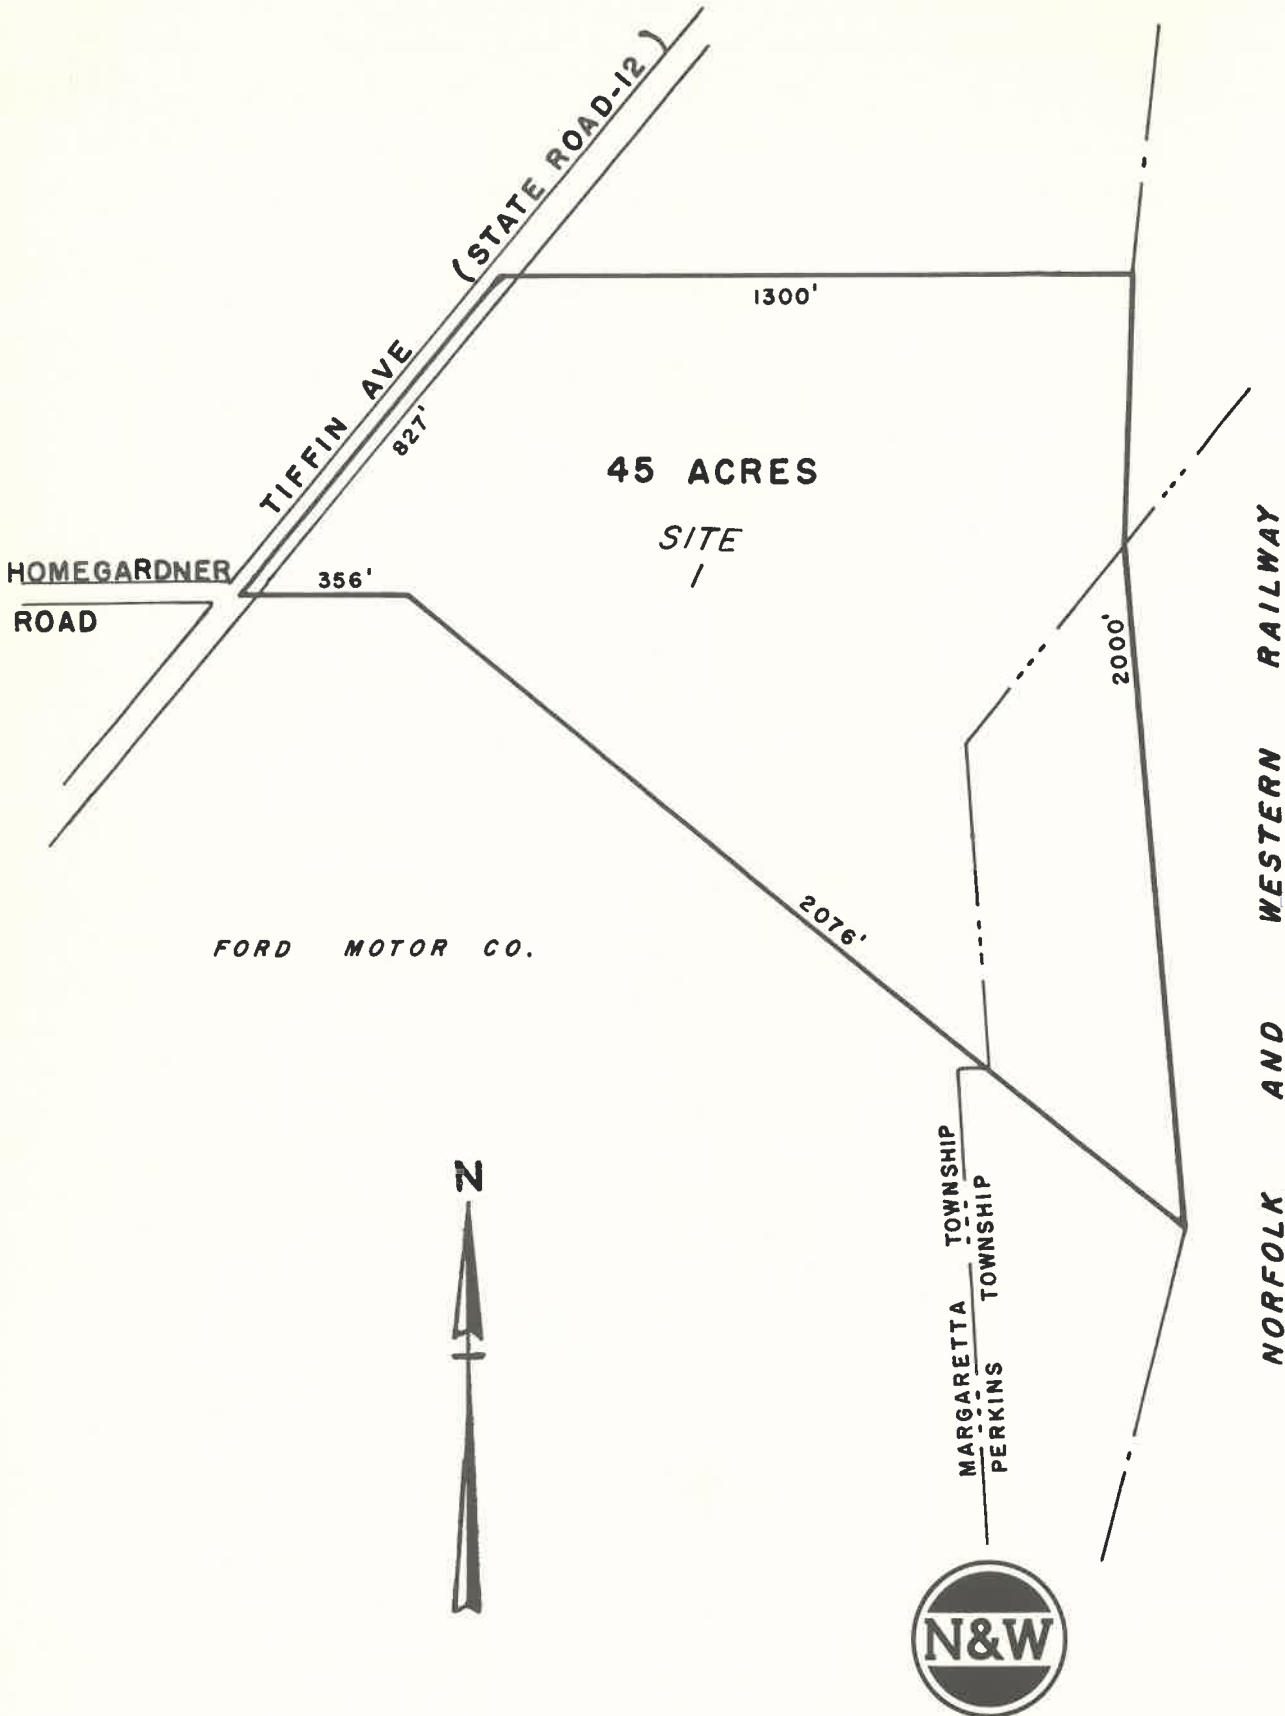 TIFFIN AVE (STATE ROAD-12)
1300'
827'
45 ACRES
SITE
HOMEGARDNER
ROAD
356'
2000'
2076'
FORD MOTOR CO.
NORFOLK AND WESTERN RAILWAY
MARGARETTA TOWNSHIP
PERKINS TOWNSHIP
N
N&W